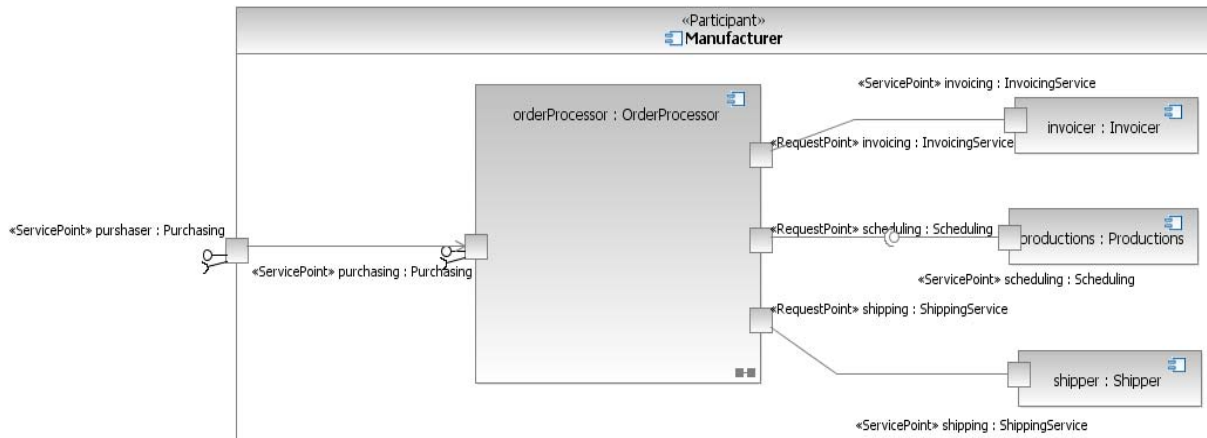 «Participant»
Manufacturer
«ServicePoint» invoicing : InvoicingService
orderProcessor : OrderProcessor
invoicer : Invoicer
«RequestPoint» invoicing : InvoicingService
«ServicePoint» purshaser : Purchasing
«RequestPoint» scheduling : Scheduling
productions : Productions
«ServicePoint» purchasing : Purchasing
«ServicePoint» scheduling : Scheduling
«RequestPoint» shipping : ShippingService
shipper : Shipper
«ServicePoint» shipping : ShippingService